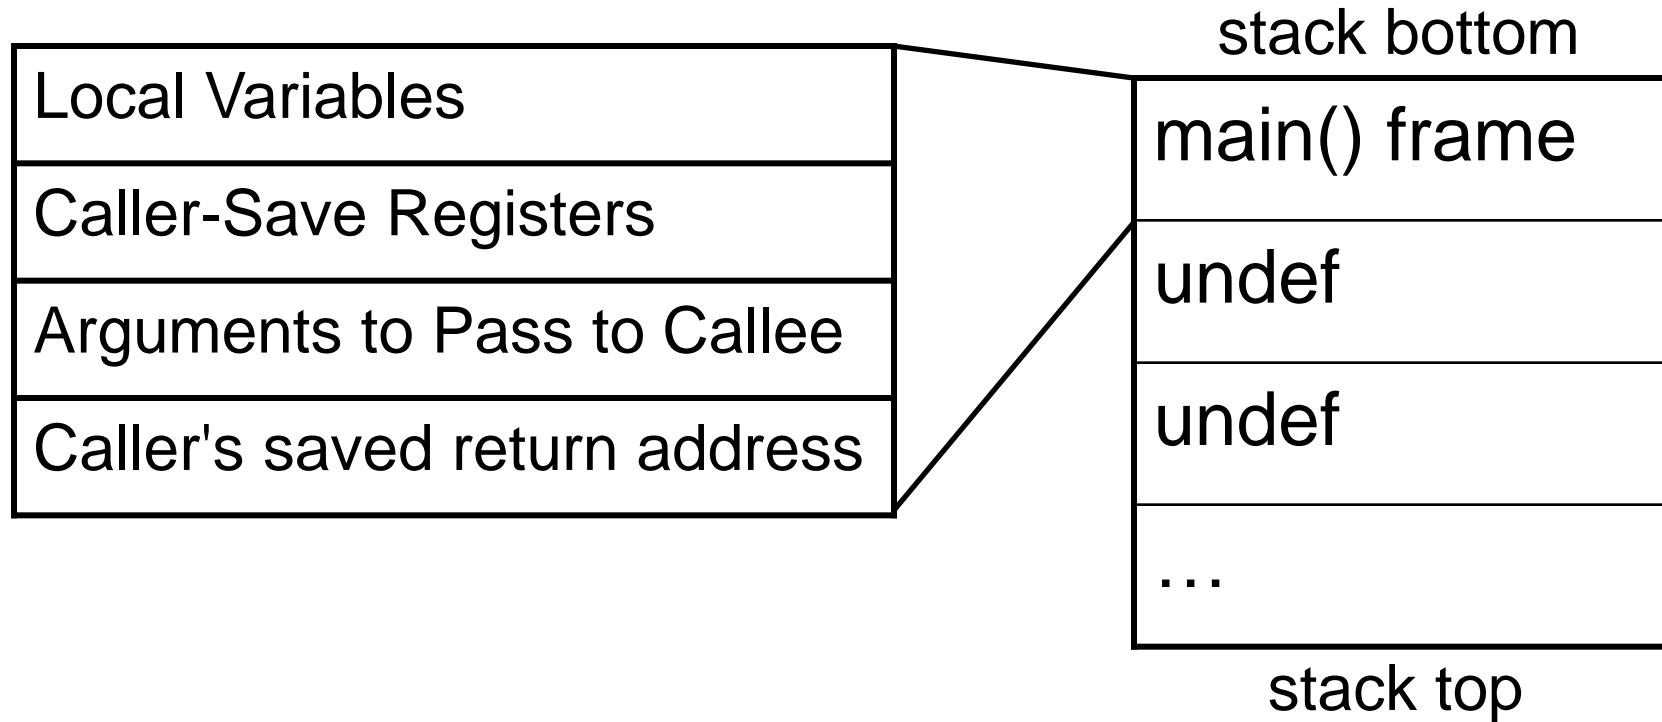 Local Variables
Caller-Save Registers
Arguments to Pass to Callee
Caller's saved return address
stack bottom
main() frame
undef
undef
…
stack top